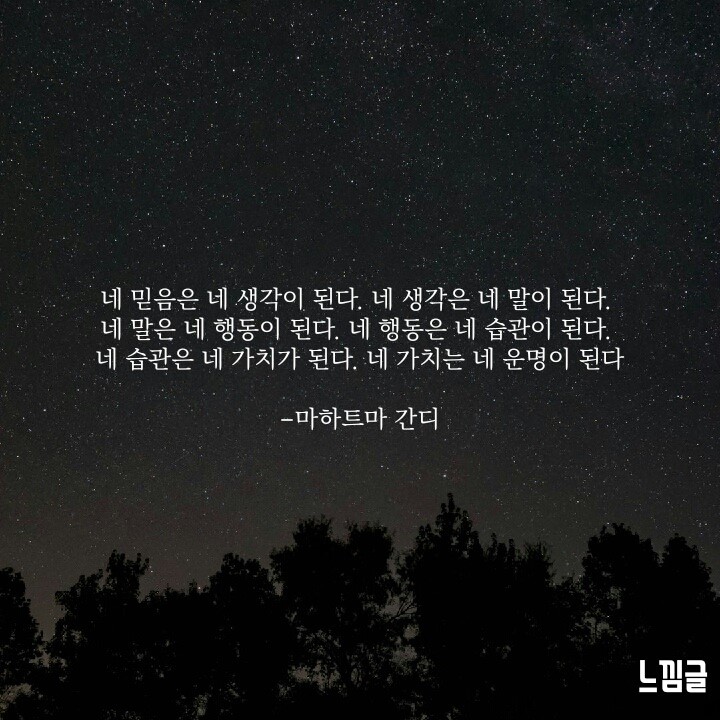 네 믿음은 네 생각이 된다. 네 생각은 네 말이 된다.
네 말은 네 행동이 된다. 네 행동은 네 습관이 된다.
네 습관은 네 가치가 된다. 네 가치는 네 운명이 된다
-마하트마 간디
느낌글